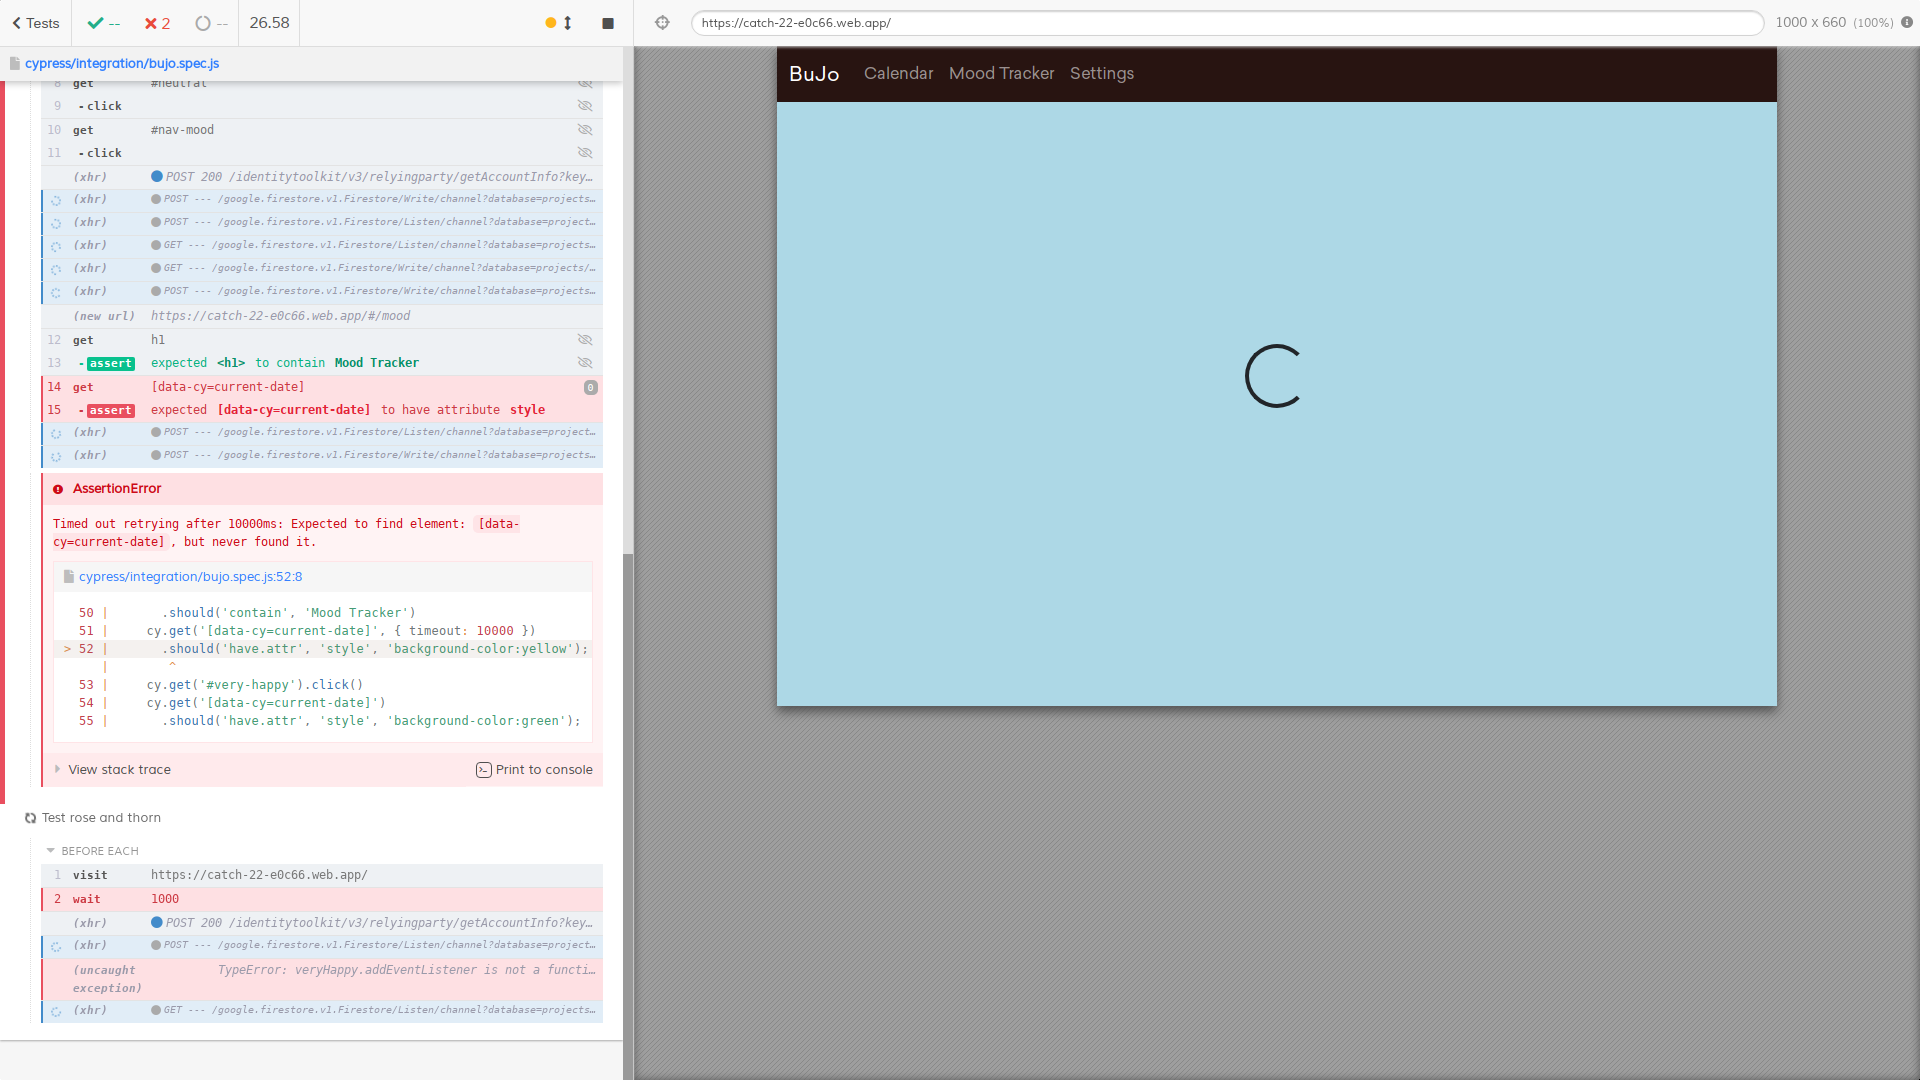 Tests
--
2
--
26.58
https://catch-22-e0c66.web.app/
1000 x 660 (100%)
cypress/integration/bujo.spec.js
8 get #neutral
9 -click
10 get #nav-mood
11 -click
(xhr) POST 200 /identitytoolkit/v3/relyingparty/getAccountInfo?key…
(xhr) POST --- /google.firestore.v1.Firestore/Write/channel?database=projects…
(xhr) POST --- /google.firestore.v1.Firestore/Listen/channel?database=project…
(xhr) GET --- /google.firestore.v1.Firestore/Listen/channel?database=projects…
(xhr) GET --- /google.firestore.v1.Firestore/Write/channel?database=projects/…
(xhr) POST --- /google.firestore.v1.Firestore/Write/channel?database=projects…
(new url) https://catch-22-e0c66.web.app/#/mood
12 get h1
13 -assert expected <h1> to contain Mood Tracker
14 get [data-cy=current-date] 0
15 -assert expected [data-cy=current-date] to have attribute style
(xhr) POST --- /google.firestore.v1.Firestore/Listen/channel?database=project…
(xhr) POST --- /google.firestore.v1.Firestore/Write/channel?database=projects…
AssertionError
Timed out retrying after 10000ms: Expected to find element: [data-
cy=current-date], but never found it.
cypress/integration/bujo.spec.js:52:8
50 | .should('contain', 'Mood Tracker')
51 | cy.get('[data-cy=current-date]', { timeout: 10000 })
> 52 | .should('have.attr', 'style', 'background-color:yellow');
| ^
53 | cy.get('#very-happy').click()
54 | cy.get('[data-cy=current-date]')
55 | .should('have.attr', 'style', 'background-color:green');
View stack trace
Print to console
Test rose and thorn
BEFORE EACH
1 visit https://catch-22-e0c66.web.app/
2 wait 1000
(xhr) POST 200 /identitytoolkit/v3/relyingparty/getAccountInfo?key…
(xhr) POST --- /google.firestore.v1.Firestore/Listen/channel?database=project…
(uncaught TypeError: veryHappy.addEventListener is not a functi…
exception)
(xhr) GET --- /google.firestore.v1.Firestore/Listen/channel?database=projects…
BuJo Calendar Mood Tracker Settings